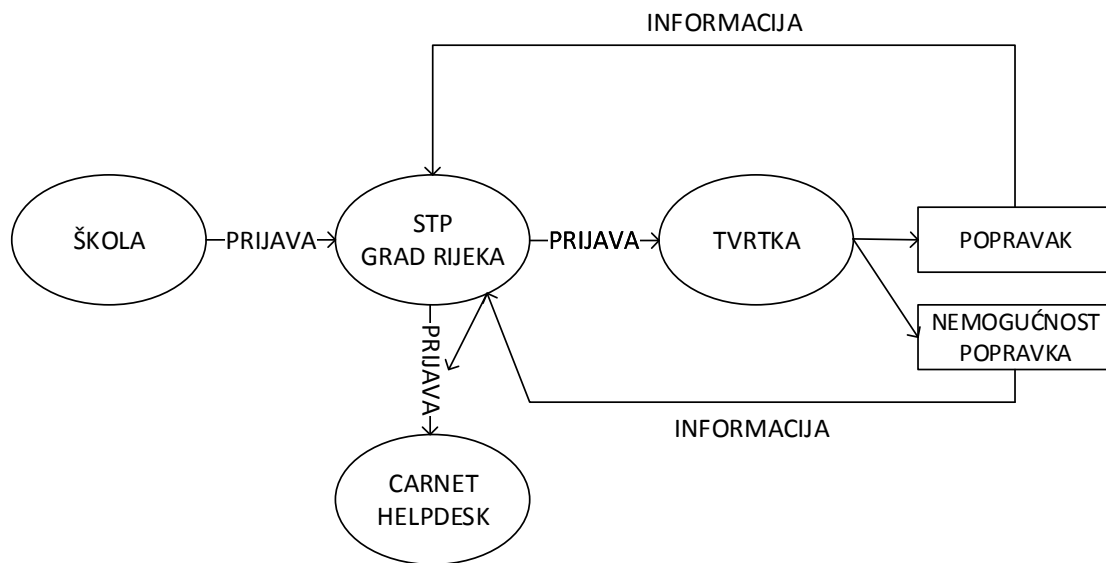 INFORMACIJA
ŠKOLA
PRIJAVA
STP
GRAD RIJEKA
PRIJAVA
TVRTKA
POPRAVAK
NEMOGUĆNOST
POPRAVKA
PRIJAVA
INFORMACIJA
CARNET
HELPDESK